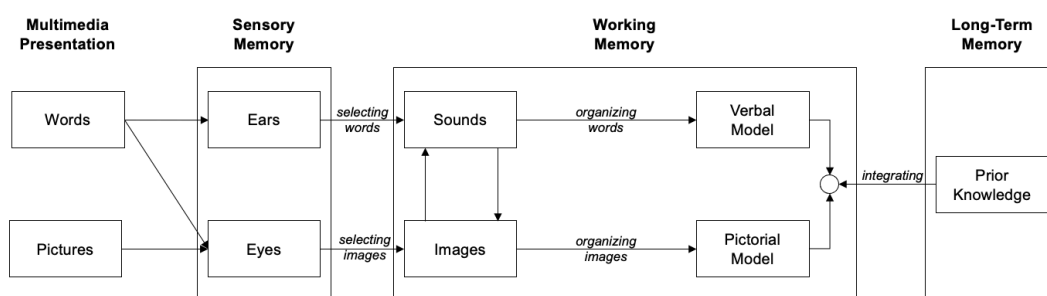 Multimedia
Presentation
Sensory
Memory
Working
Memory
Long-Term
Memory
Words
Ears
selecting
words
Sounds
organizing
words
Verbal
Model
integrating
Prior
Knowledge
Pictures
Eyes
selecting
images
Images
organizing
images
Pictorial
Model